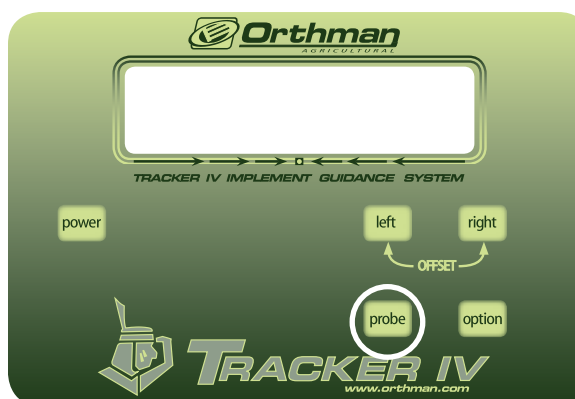 Orthman
AGRICULTURAL
TRACKER IV IMPLEMENT GUIDANCE SYSTEM
power
left
right
OFFSET
probe
option
TRACKER IV
www.orthman.com